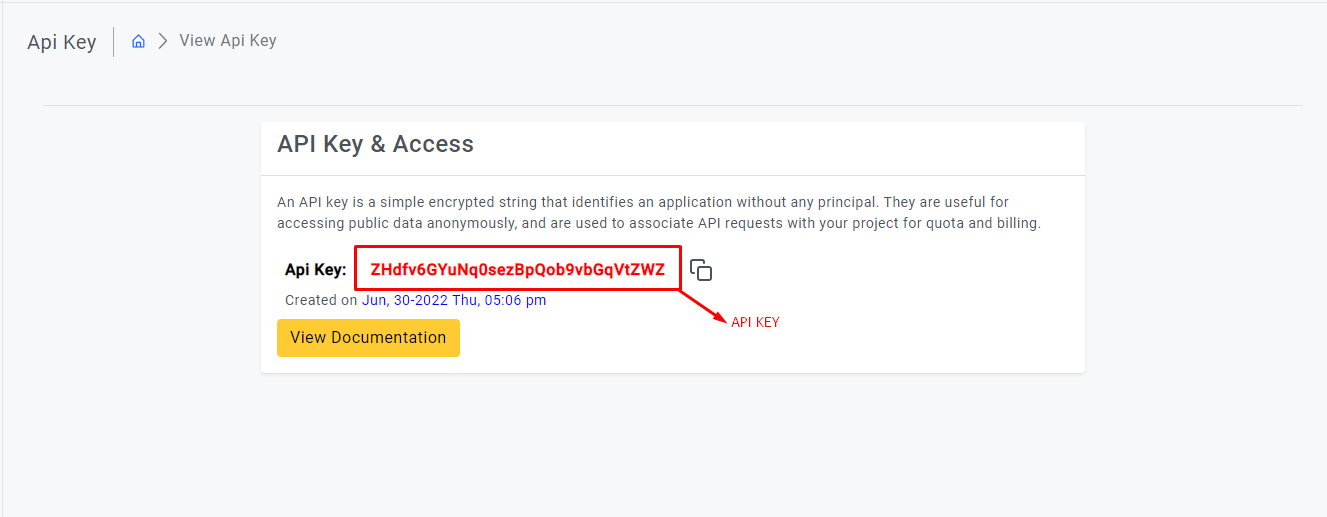 Api Key
View Api Key
API Key & Access
An API key is a simple encrypted string that identifies an application without any principal. They are useful for
accessing public data anonymously, and are used to associate API requests with your project for quota and billing.
Api Key: ZHdfv6GYuNq0sezBpQob9vbGqVtZWZ
Created on Jun, 30-2022 Thu, 05:06 pm
API KEY
View Documentation